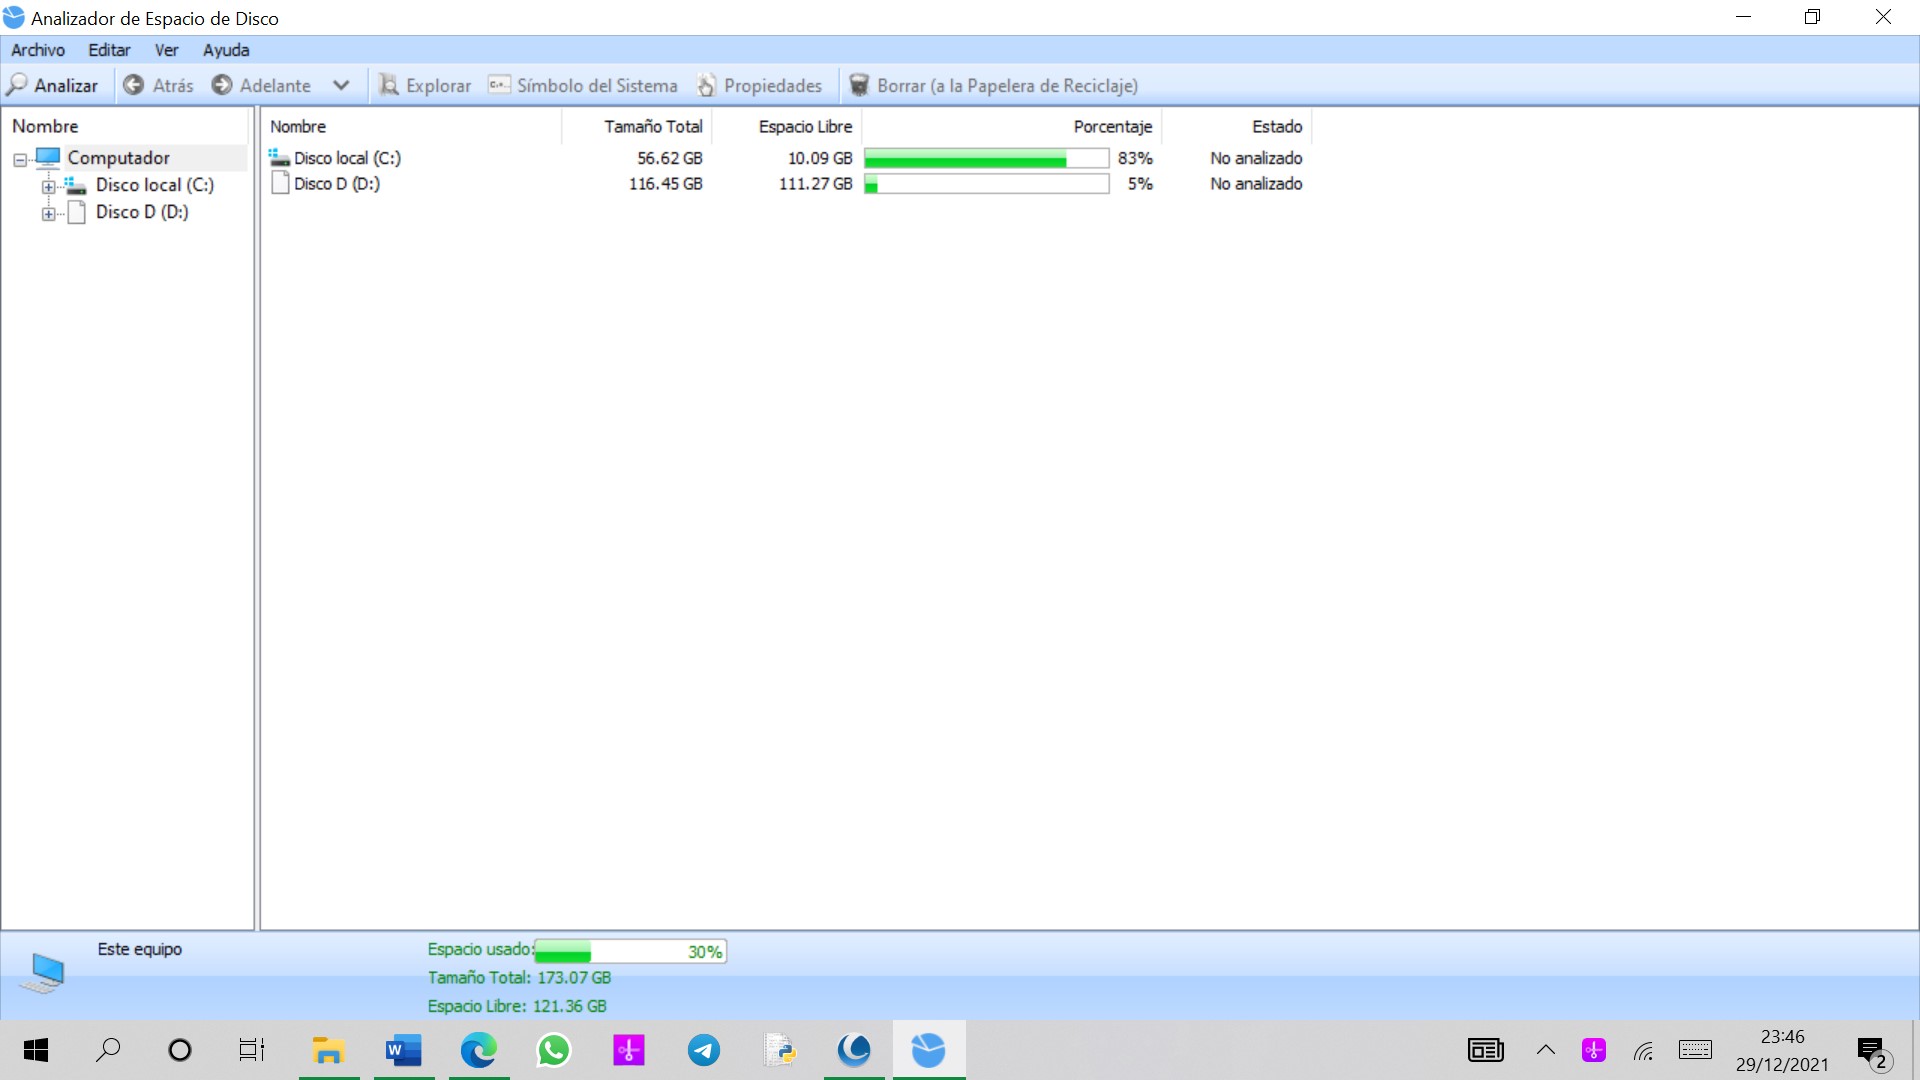 Analizador de Espacio de Disco
Archivo Editar Ver Ayuda
Analizar Atrás Adelante Explorar Símbolo del Sistema Propiedades Borrar (a la Papelera de Reciclaje)
Nombre
Computador
Disco local (C:)
Disco D (D:)
Nombre Tamaño Total Espacio Libre Porcentaje Estado
Disco local (C:) 56.62 GB 10.09 GB 83% No analizado
Disco D (D:) 116.45 GB 111.27 GB 5% No analizado
Este equipo
Espacio usado: 30%
Tamaño Total: 173.07 GB
Espacio Libre: 121.36 GB
W
23:46
29/12/2021
2